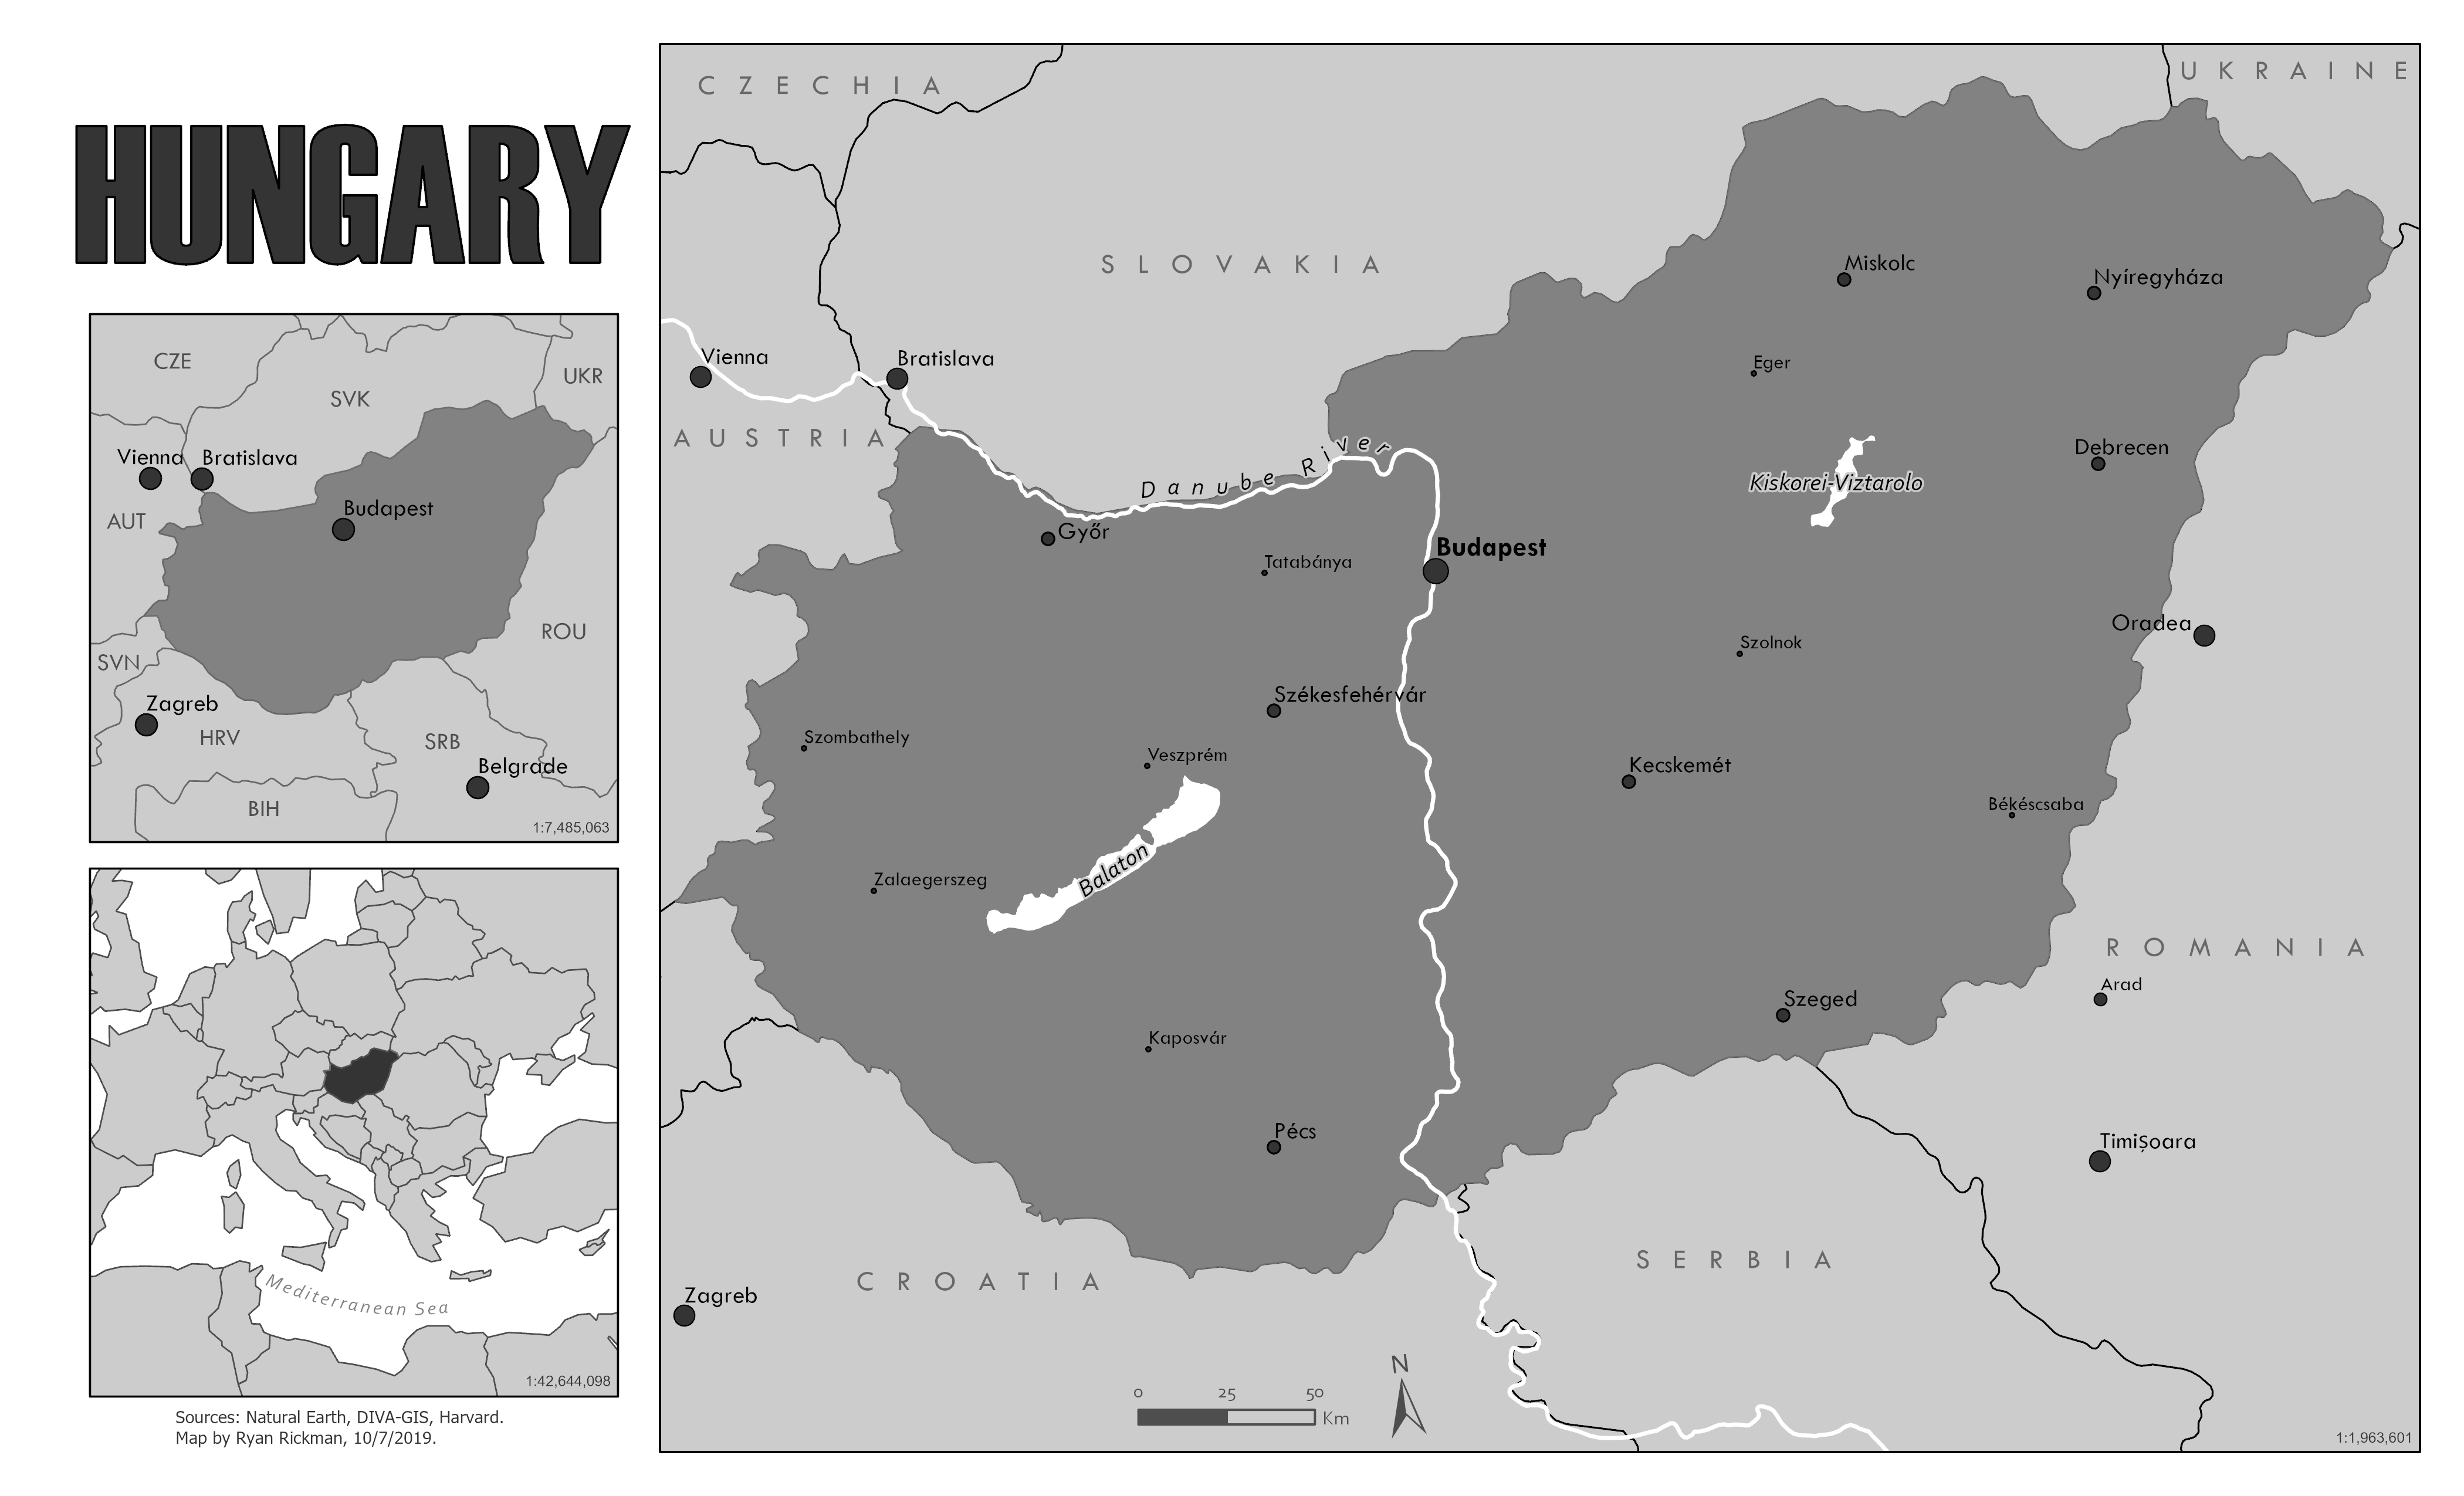 HUNGARY
CZE
SVK
UKR
Vienna
Bratislava
AUT
Budapest
ROU
SVN
Zagreb
HRV
SRB
Belgrade
BIH
1:7,485,063
Mediterranean Sea
1:42,644,098
Sources: Natural Earth, DIVA-GIS, Harvard.
Map by Ryan Rickman, 10/7/2019.
CZECHIA
UKRAINE
SLOVAKIA
Miskolc
Nyíregyháza
Vienna
Bratislava
Eger
AUSTRIA
Danube River
Debrecen
Kiskorei-Viztarolo
Győr
Tatabánya
Budapest
Oradea
Szolnok
Székesfehérvár
Szombathely
Veszprém
Kecskemét
Békéscsaba
Balaton
Zalaegerszeg
ROMANIA
Arad
Szeged
Kaposvár
Pécs
Timișoara
SERBIA
CROATIA
Zagreb
N
0 25 50
Km
1:1,963,601